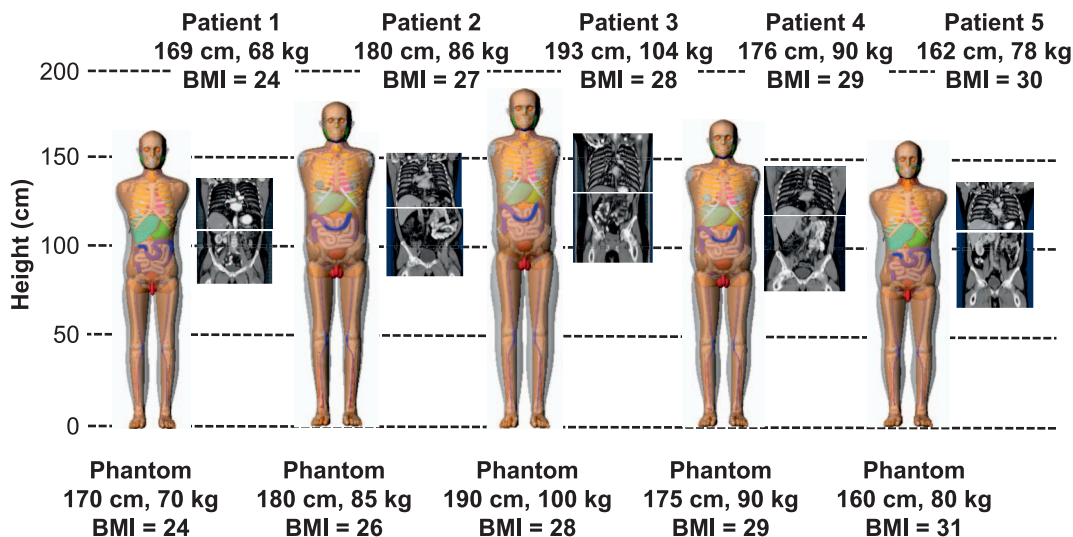 Patient 1
169 cm, 68 kg
BMI = 24
Patient 2
180 cm, 86 kg
BMI = 27
Patient 3
193 cm, 104 kg
BMI = 28
Patient 4
176 cm, 90 kg
BMI = 29
Patient 5
162 cm, 78 kg
BMI = 30
Height (cm)
200
150
100
50
0
Phantom
170 cm, 70 kg
BMI = 24
Phantom
180 cm, 85 kg
BMI = 26
Phantom
190 cm, 100 kg
BMI = 28
Phantom
175 cm, 90 kg
BMI = 29
Phantom
160 cm, 80 kg
BMI = 31